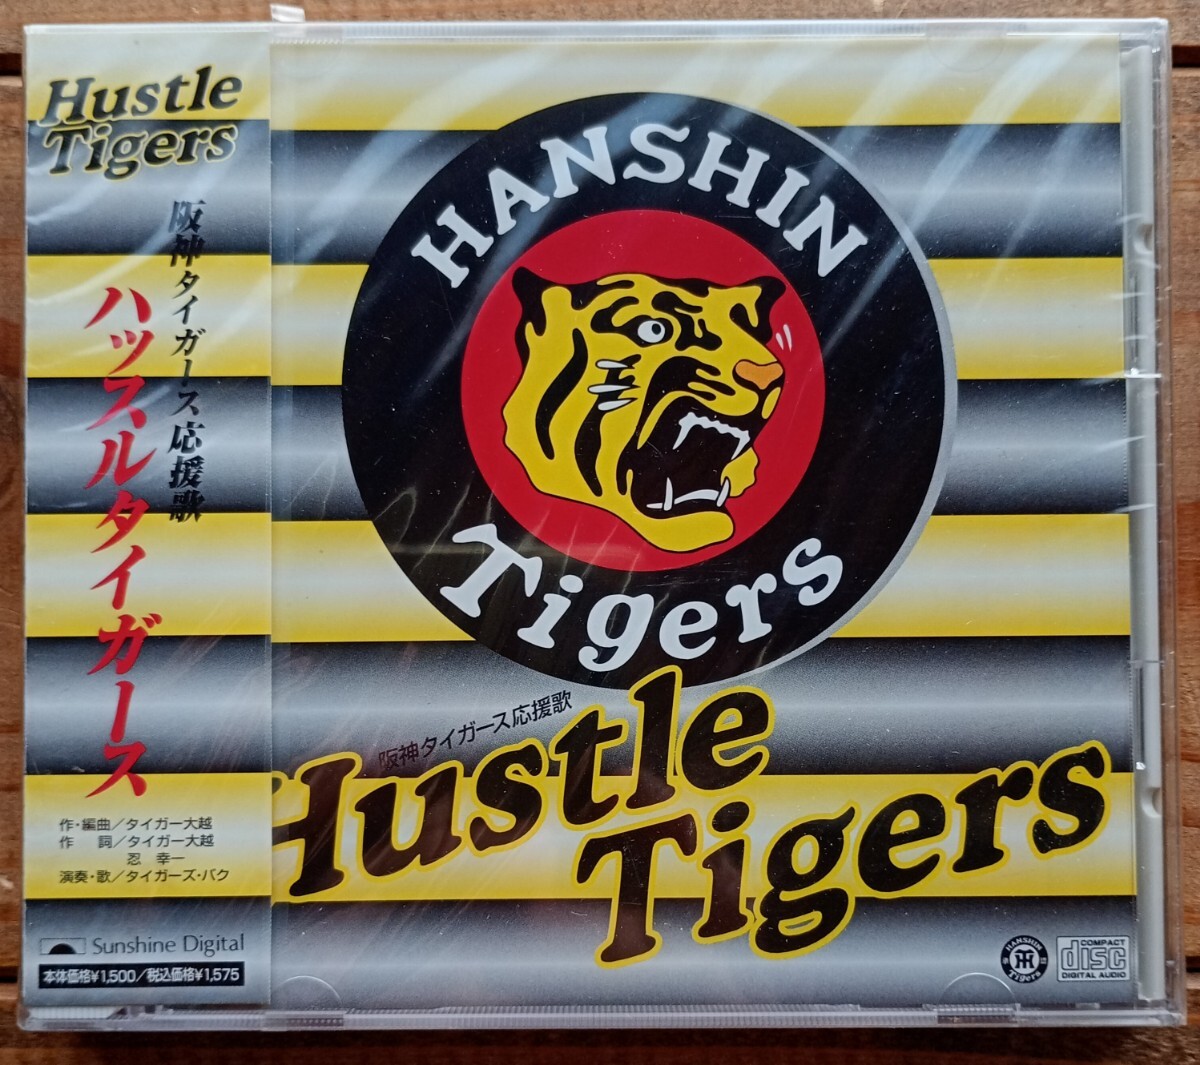 Hustle
Tigers
阪神タイガース応援歌
ハッスルタイガース
作・編曲/タイガー大越
作 詞/タイガー大越
忍 幸一
演奏・歌/タイガーズ・バク
Sunshine Digital
本体価格¥1,500/税込価格¥1,575
HANSHIN
Tigers
阪神タイガース応援歌
Hustle
Tigers
HANSHIN
Tigers
COMPACT
disc
DIGITAL AUDIO